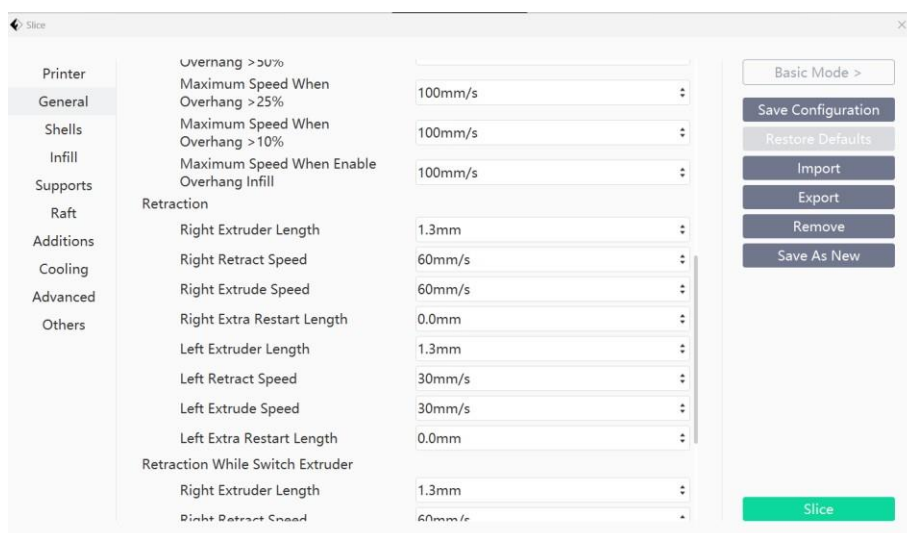 Slice
Printer
General
Shells
Infill
Supports
Raft
Additions
Cooling
Advanced
Others
Overhang >50%
Maximum Speed When
Overhang >25%
100mm/s
Maximum Speed When
Overhang >10%
100mm/s
Maximum Speed When Enable
Overhang Infill
100mm/s
Retraction
Right Extruder Length
1.3mm
Right Retract Speed
60mm/s
Right Extrude Speed
60mm/s
Right Extra Restart Length
0.0mm
Left Extruder Length
1.3mm
Left Retract Speed
30mm/s
Left Extrude Speed
30mm/s
Left Extra Restart Length
0.0mm
Retraction While Switch Extruder
Right Extruder Length
1.3mm
Right Retract Speed
60mm/s
Basic Mode >
Save Configuration
Restore Defaults
Import
Export
Remove
Save As New
Slice